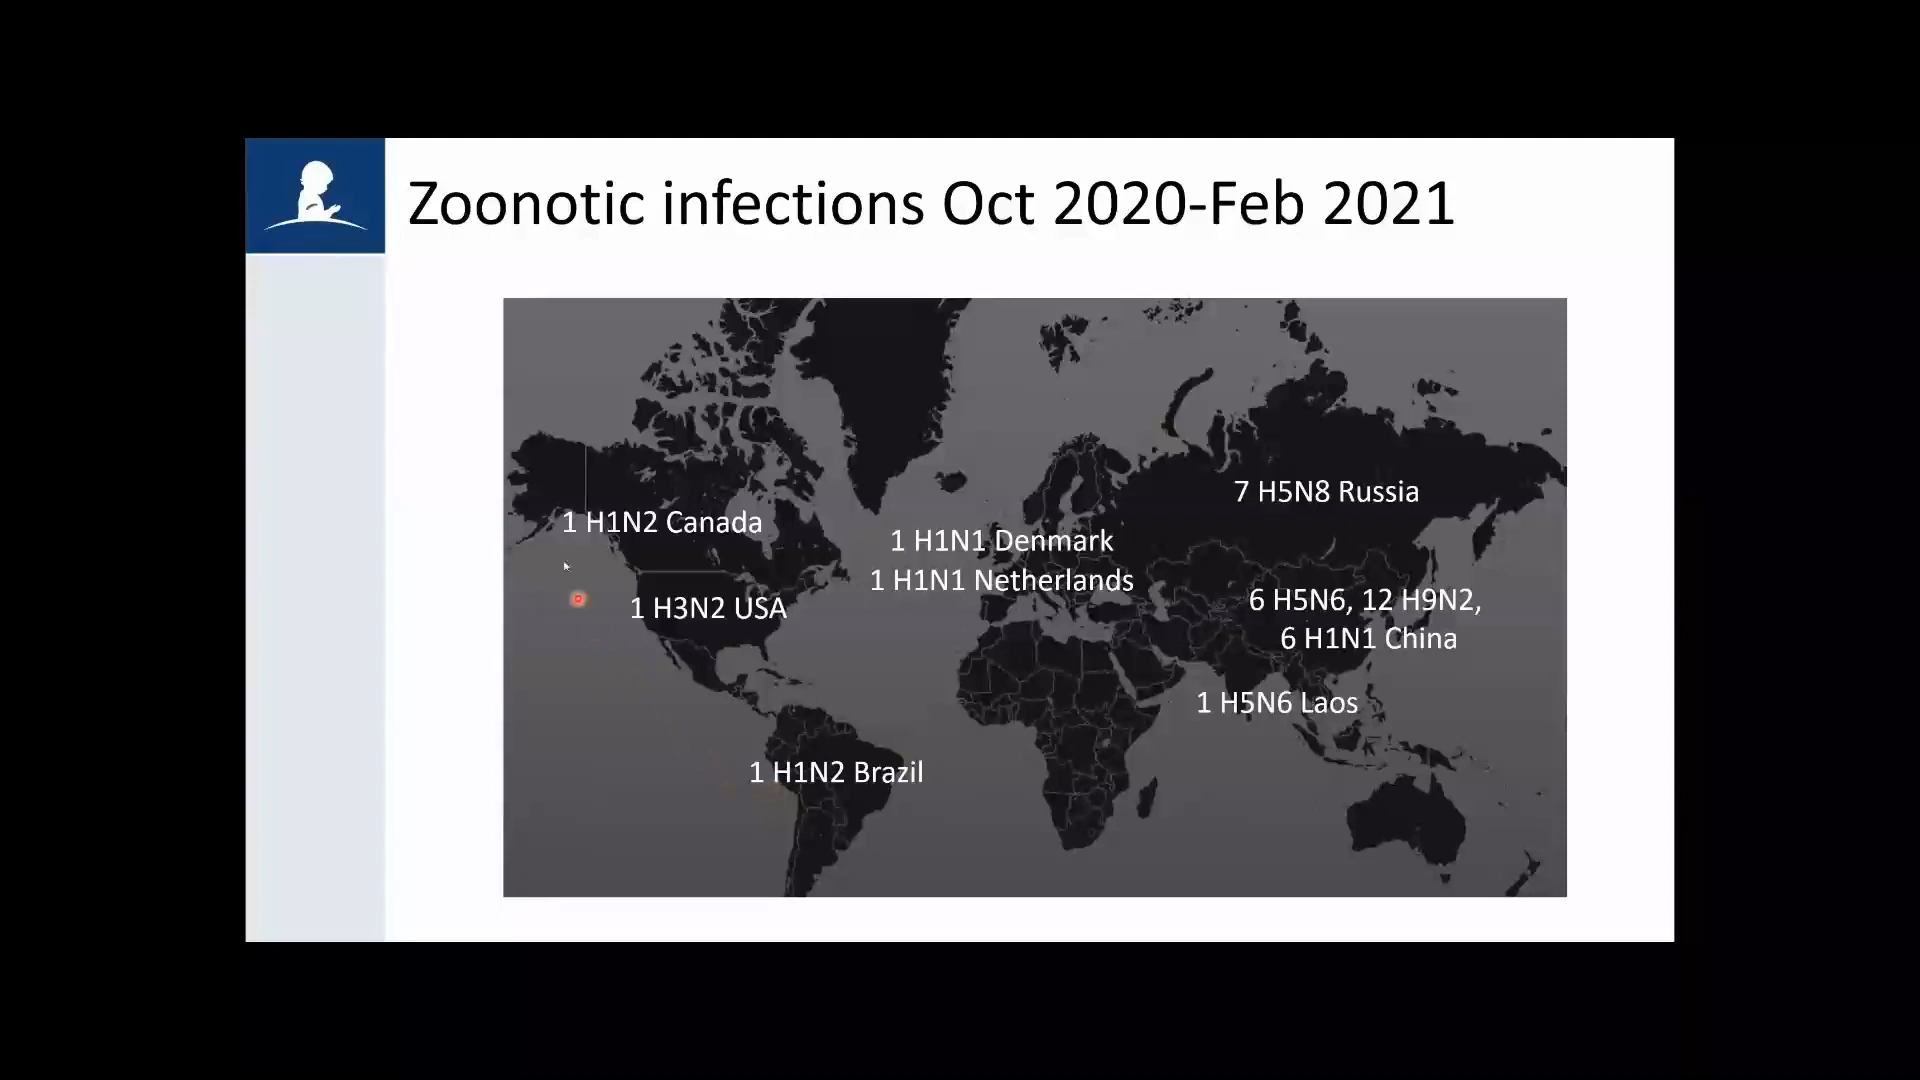 Zoonotic infections Oct 2020-Feb 2021
7 H5N8 Russia
1 H1N2 Canada
1 H1N1 Denmark
1 H1N1 Netherlands
1 H3N2 USA
6 H5N6, 12 H9N2,
6 H1N1 China
1 H5N6 Laos
1 H1N2 Brazil